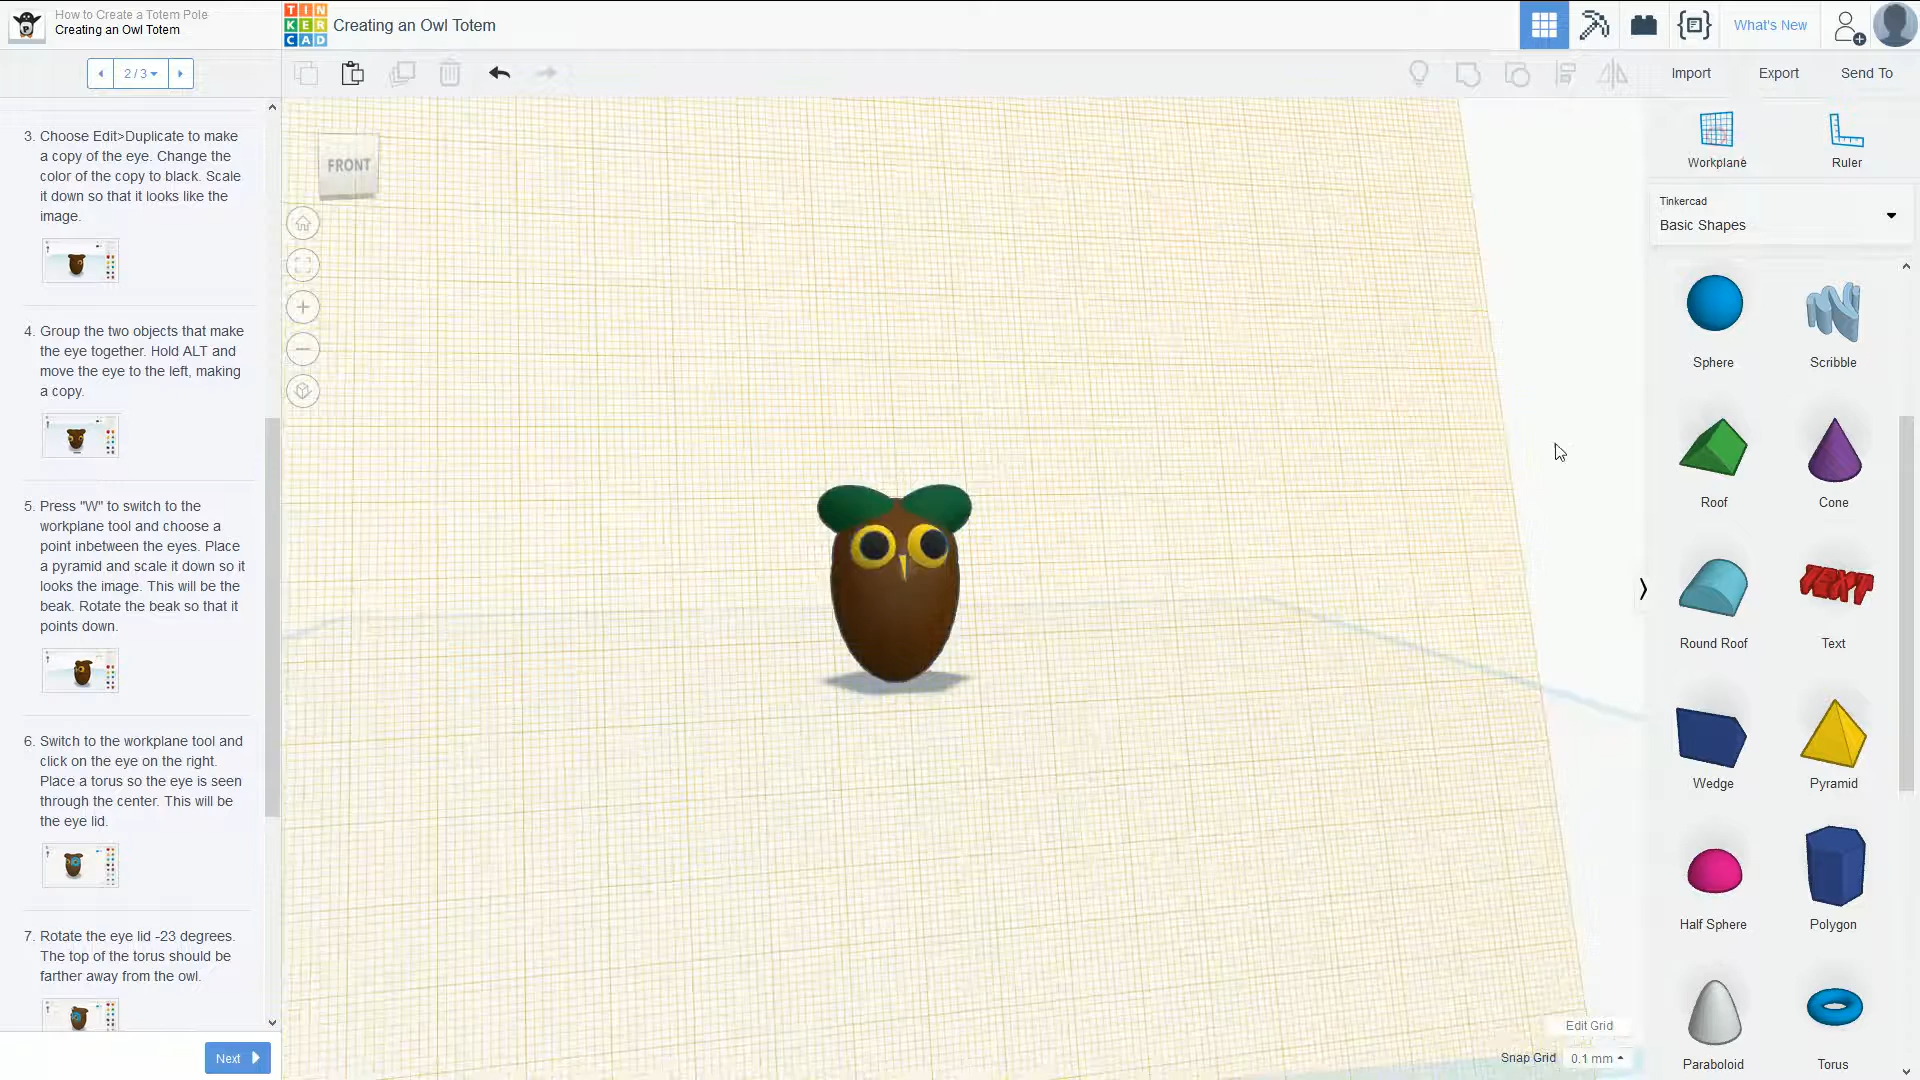 How to Create a Totem Pole
Creating an Owl Totem
TIN
KER
CAD
Creating an Owl Totem
What's New
2 / 3
Import
Export
Send To
3. Choose Edit>Duplicate to make
a copy of the eye. Change the
color of the copy to black. Scale
it down so that it looks like the
image.
4. Group the two objects that make
the eye together. Hold ALT and
move the eye to the left, making
a copy.
5. Press "W" to switch to the
workplane tool and choose a
point inbetween the eyes. Place
a pyramid and scale it down so it
looks the image. This will be the
beak. Rotate the beak so that it
points down.
6. Switch to the workplane tool and
click on the eye on the right.
Place a torus so the eye is seen
through the center. This will be
the eye lid.
7. Rotate the eye lid -23 degrees.
The top of the torus should be
farther away from the owl.
Next
FRONT
Edit Grid
Snap Grid
0.1 mm
Workplane
Ruler
Tinkercad
Basic Shapes
Sphere
Scribble
Roof
Cone
Round Roof
TEXT
Text
Wedge
Pyramid
Half Sphere
Polygon
Paraboloid
Torus